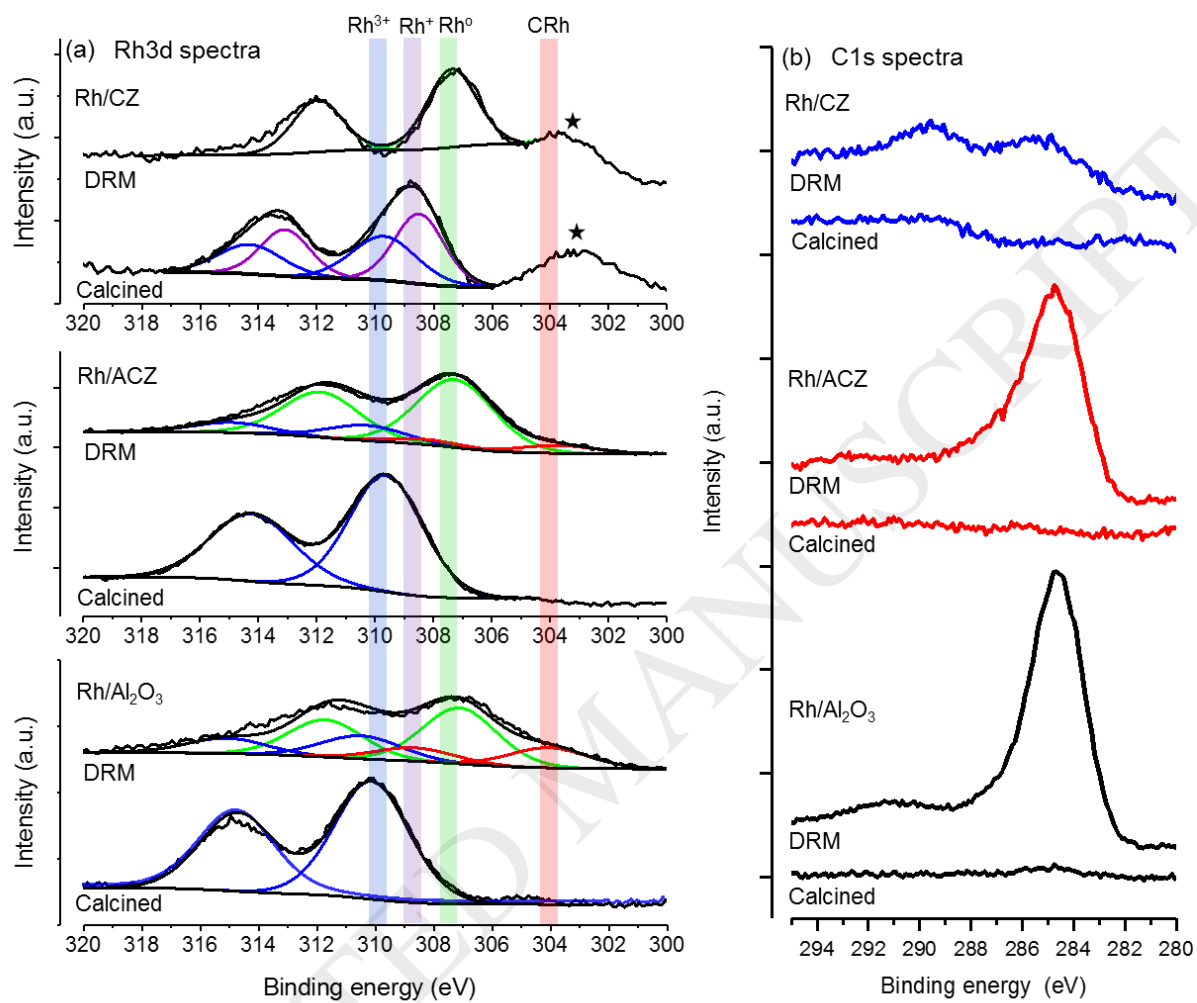 Rh³⁺ Rh⁺ Rhᵒ CRh
(a) Rh3d spectra
Rh/CZ
DRM
★
Calcined
★
Intensity (a.u.)
320 318 316 314 312 310 308 306 304 302 300
Rh/ACZ
DRM
Calcined
Intensity (a.u.)
320 318 316 314 312 310 308 306 304 302 300
Rh/Al₂O₃
DRM
Calcined
Intensity (a.u.)
320 318 316 314 312 310 308 306 304 302 300
Binding energy (eV)
(b) C1s spectra
Rh/CZ
DRM
Calcined
Rh/ACZ
DRM
Calcined
Rh/Al₂O₃
DRM
Calcined
Intensity (a.u.)
294 292 290 288 286 284 282 280
Binding energy (eV)
TED MANUSCRIPT